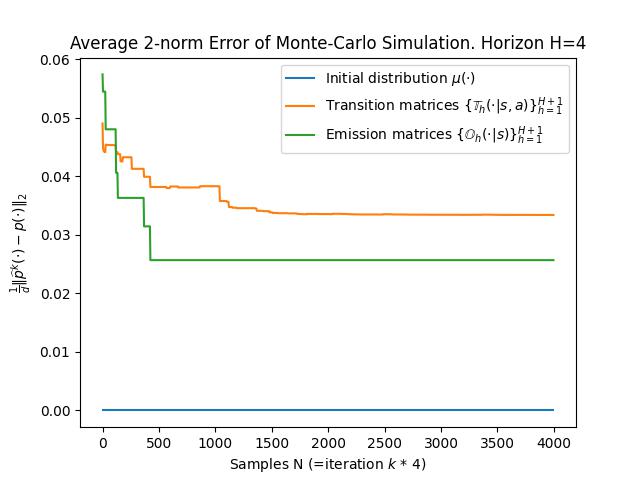 Average 2-norm Error of Monte-Carlo Simulation. Horizon H=4
Initial distribution μ(·)
Transition matrices {𝕋ₕ(·|s, a)}ₕ₌₁ᴴ⁺¹
Emission matrices {𝕆ₕ(·|s)}ₕ₌₁ᴴ⁺¹
1/d‖p̂ᵏ(·) − p(·)‖₂
0.06
0.05
0.04
0.03
0.02
0.01
0.00
0 500 1000 1500 2000 2500 3000 3500 4000
Samples N (=iteration k * 4)